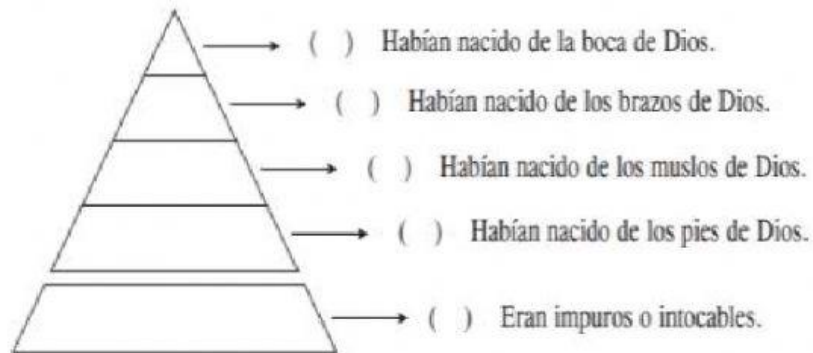 ( ) Habían nacido de la boca de Dios.
( ) Habían nacido de los brazos de Dios.
( ) Habían nacido de los muslos de Dios.
( ) Habían nacido de los pies de Dios.
( ) Eran impuros o intocables.